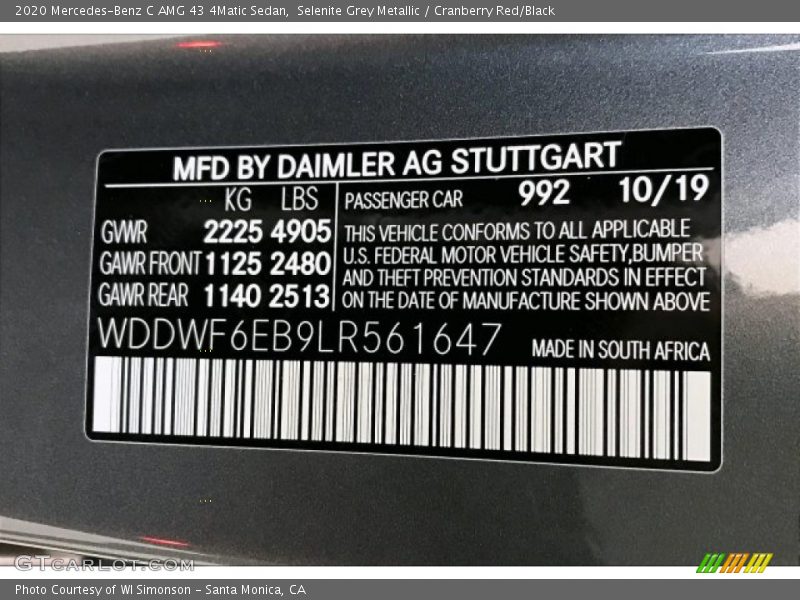 2020 Mercedes-Benz C AMG 43 4Matic Sedan,  Selenite Grey Metallic / Cranberry Red/Black
MFD BY DAIMLER AG STUTTGART
KG LBS
GWR 2225 4905
GAWR FRONT 1125 2480
GAWR REAR 1140 2513
PASSENGER CAR 992 10/19
THIS VEHICLE CONFORMS TO ALL APPLICABLE
U.S. FEDERAL MOTOR VEHICLE SAFETY,BUMPER
AND THEFT PREVENTION STANDARDS IN EFFECT
ON THE DATE OF MANUFACTURE SHOWN ABOVE
WDDWF6EB9LR561647
MADE IN SOUTH AFRICA
GTCARLOT.COM
Photo Courtesy of WI Simonson - Santa Monica, CA